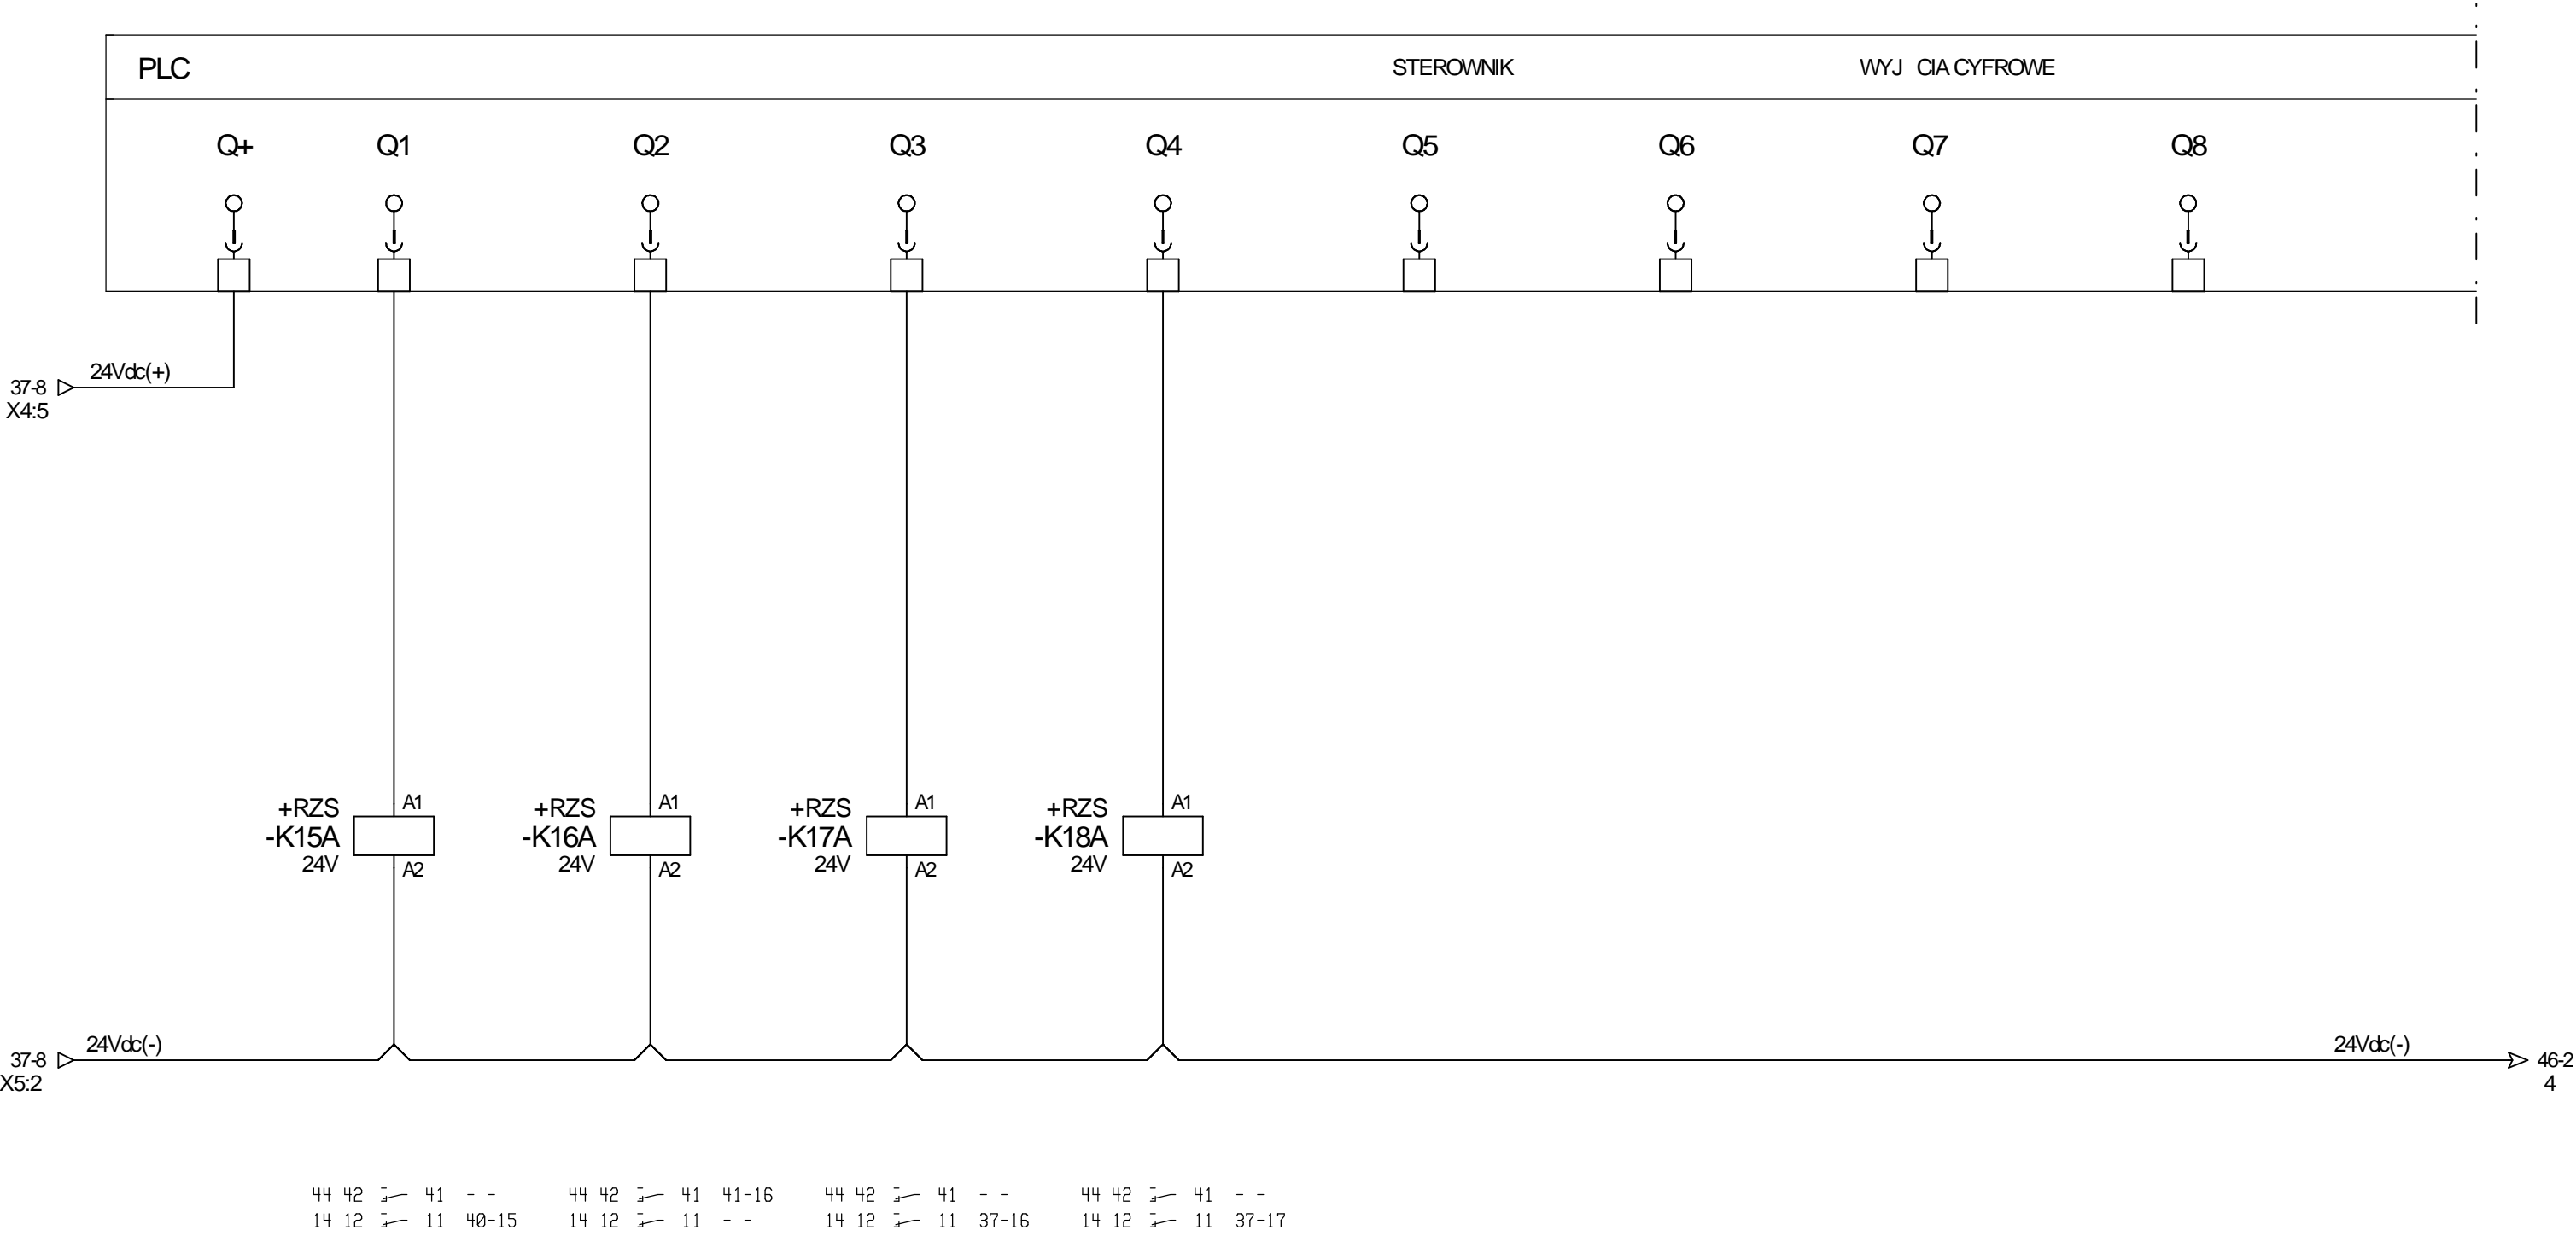 PLC STEROWNIK WYJ CIA CYFROWE
Q+ Q1 Q2 Q3 Q4 Q5 Q6 Q7 Q8
24Vdc(+)
37-8
X4:5
+RZS A1 +RZS A1 +RZS A1 +RZS A1
-K15A -K16A -K17A -K18A
24V A2 24V A2 24V A2 24V A2
24Vdc(-) 24Vdc(-)
37-8 46-2
X5:2 4
44 42 41 - - 44 42 41 41-16 44 42 41 - - 44 42 41 - -
14 12 11 40-15 14 12 11 - - 14 12 11 37-16 14 12 11 37-17